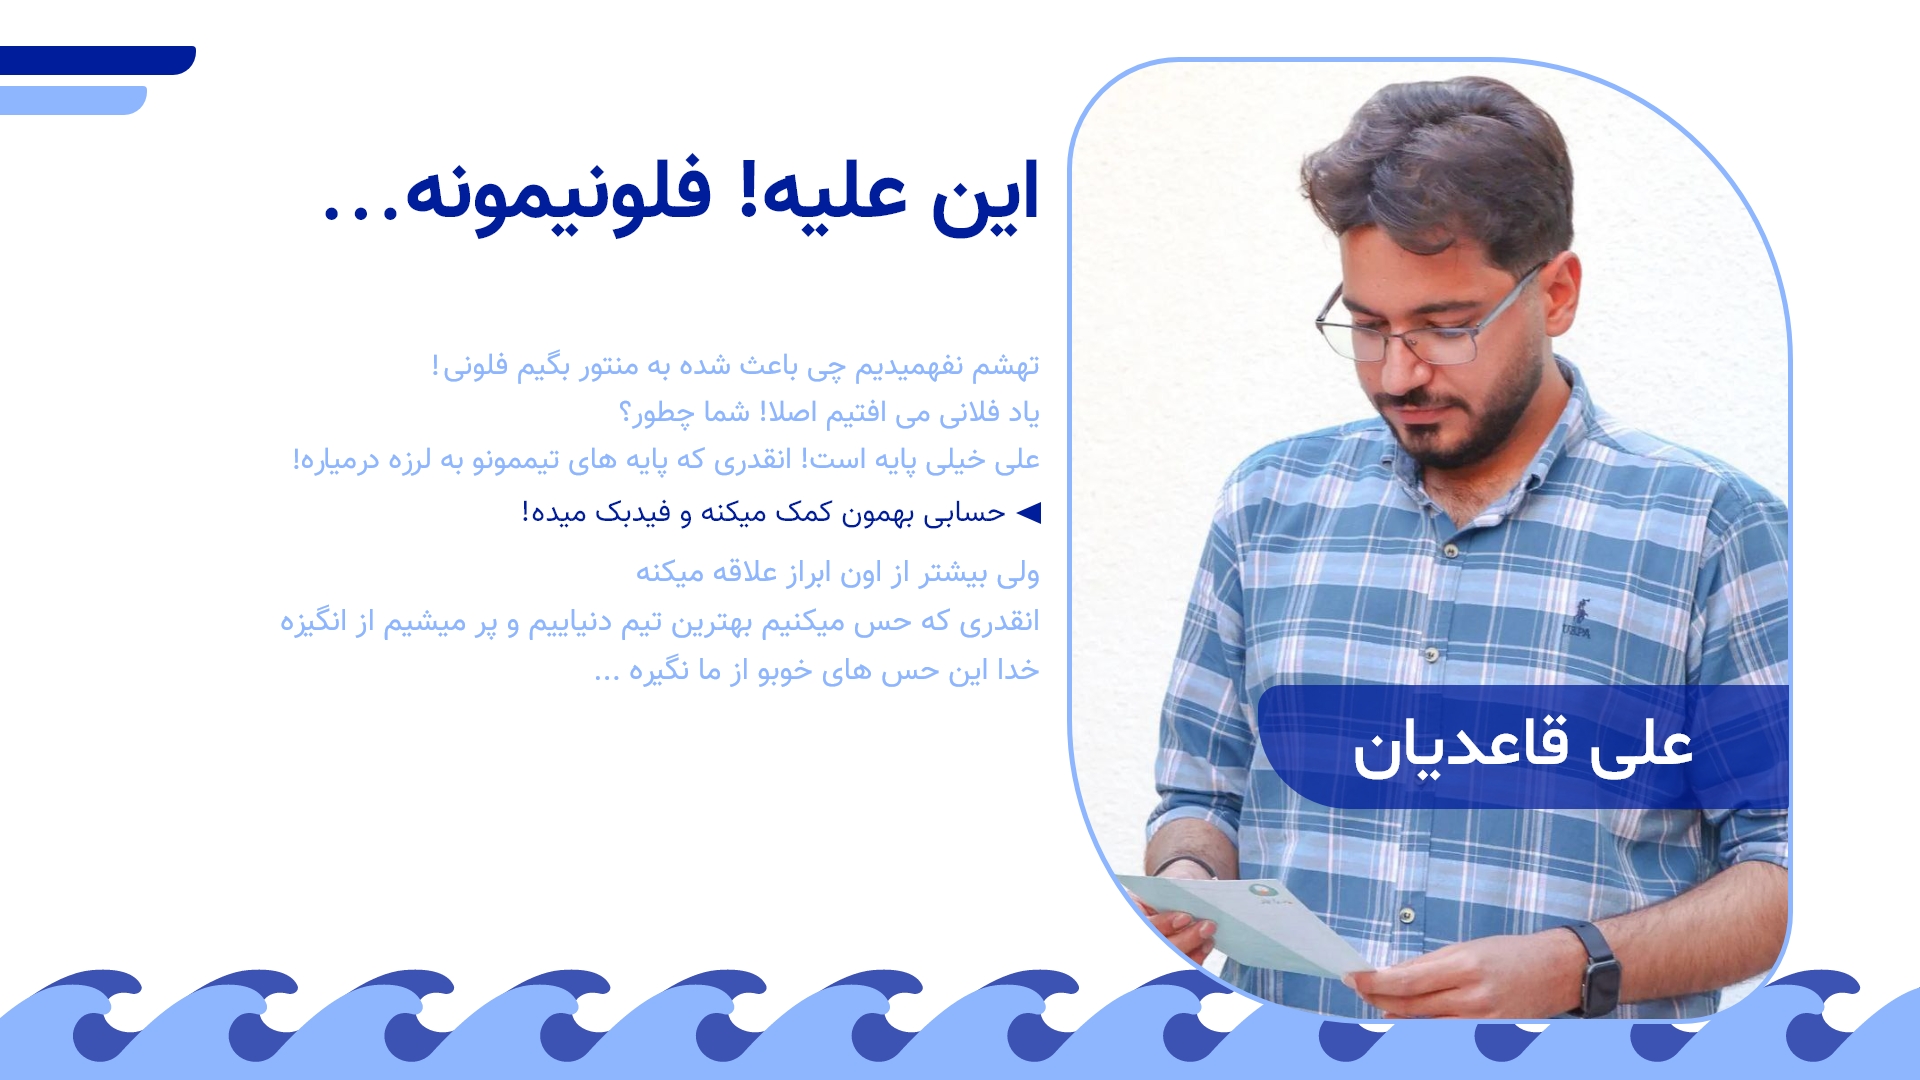 این علیه! فلونیمونه...
تهشم نفهمیدیم چی باعث شده به منتور بگیم فلونی!
یاد فلانی می افتیم اصلا! شما چطور؟
علی خیلی پایه است! انقدری که پایه های تیممونو به لرزه درمیاره!
◀ حسابی بهمون کمک میکنه و فیدبک میده!
ولی بیشتر از اون ابراز علاقه میکنه
انقدری که حس میکنیم بهترین تیم دنیاییم و پر میشیم از انگیزه
خدا این حس های خوبو از ما نگیره ...
USPA
علی قاعدیان